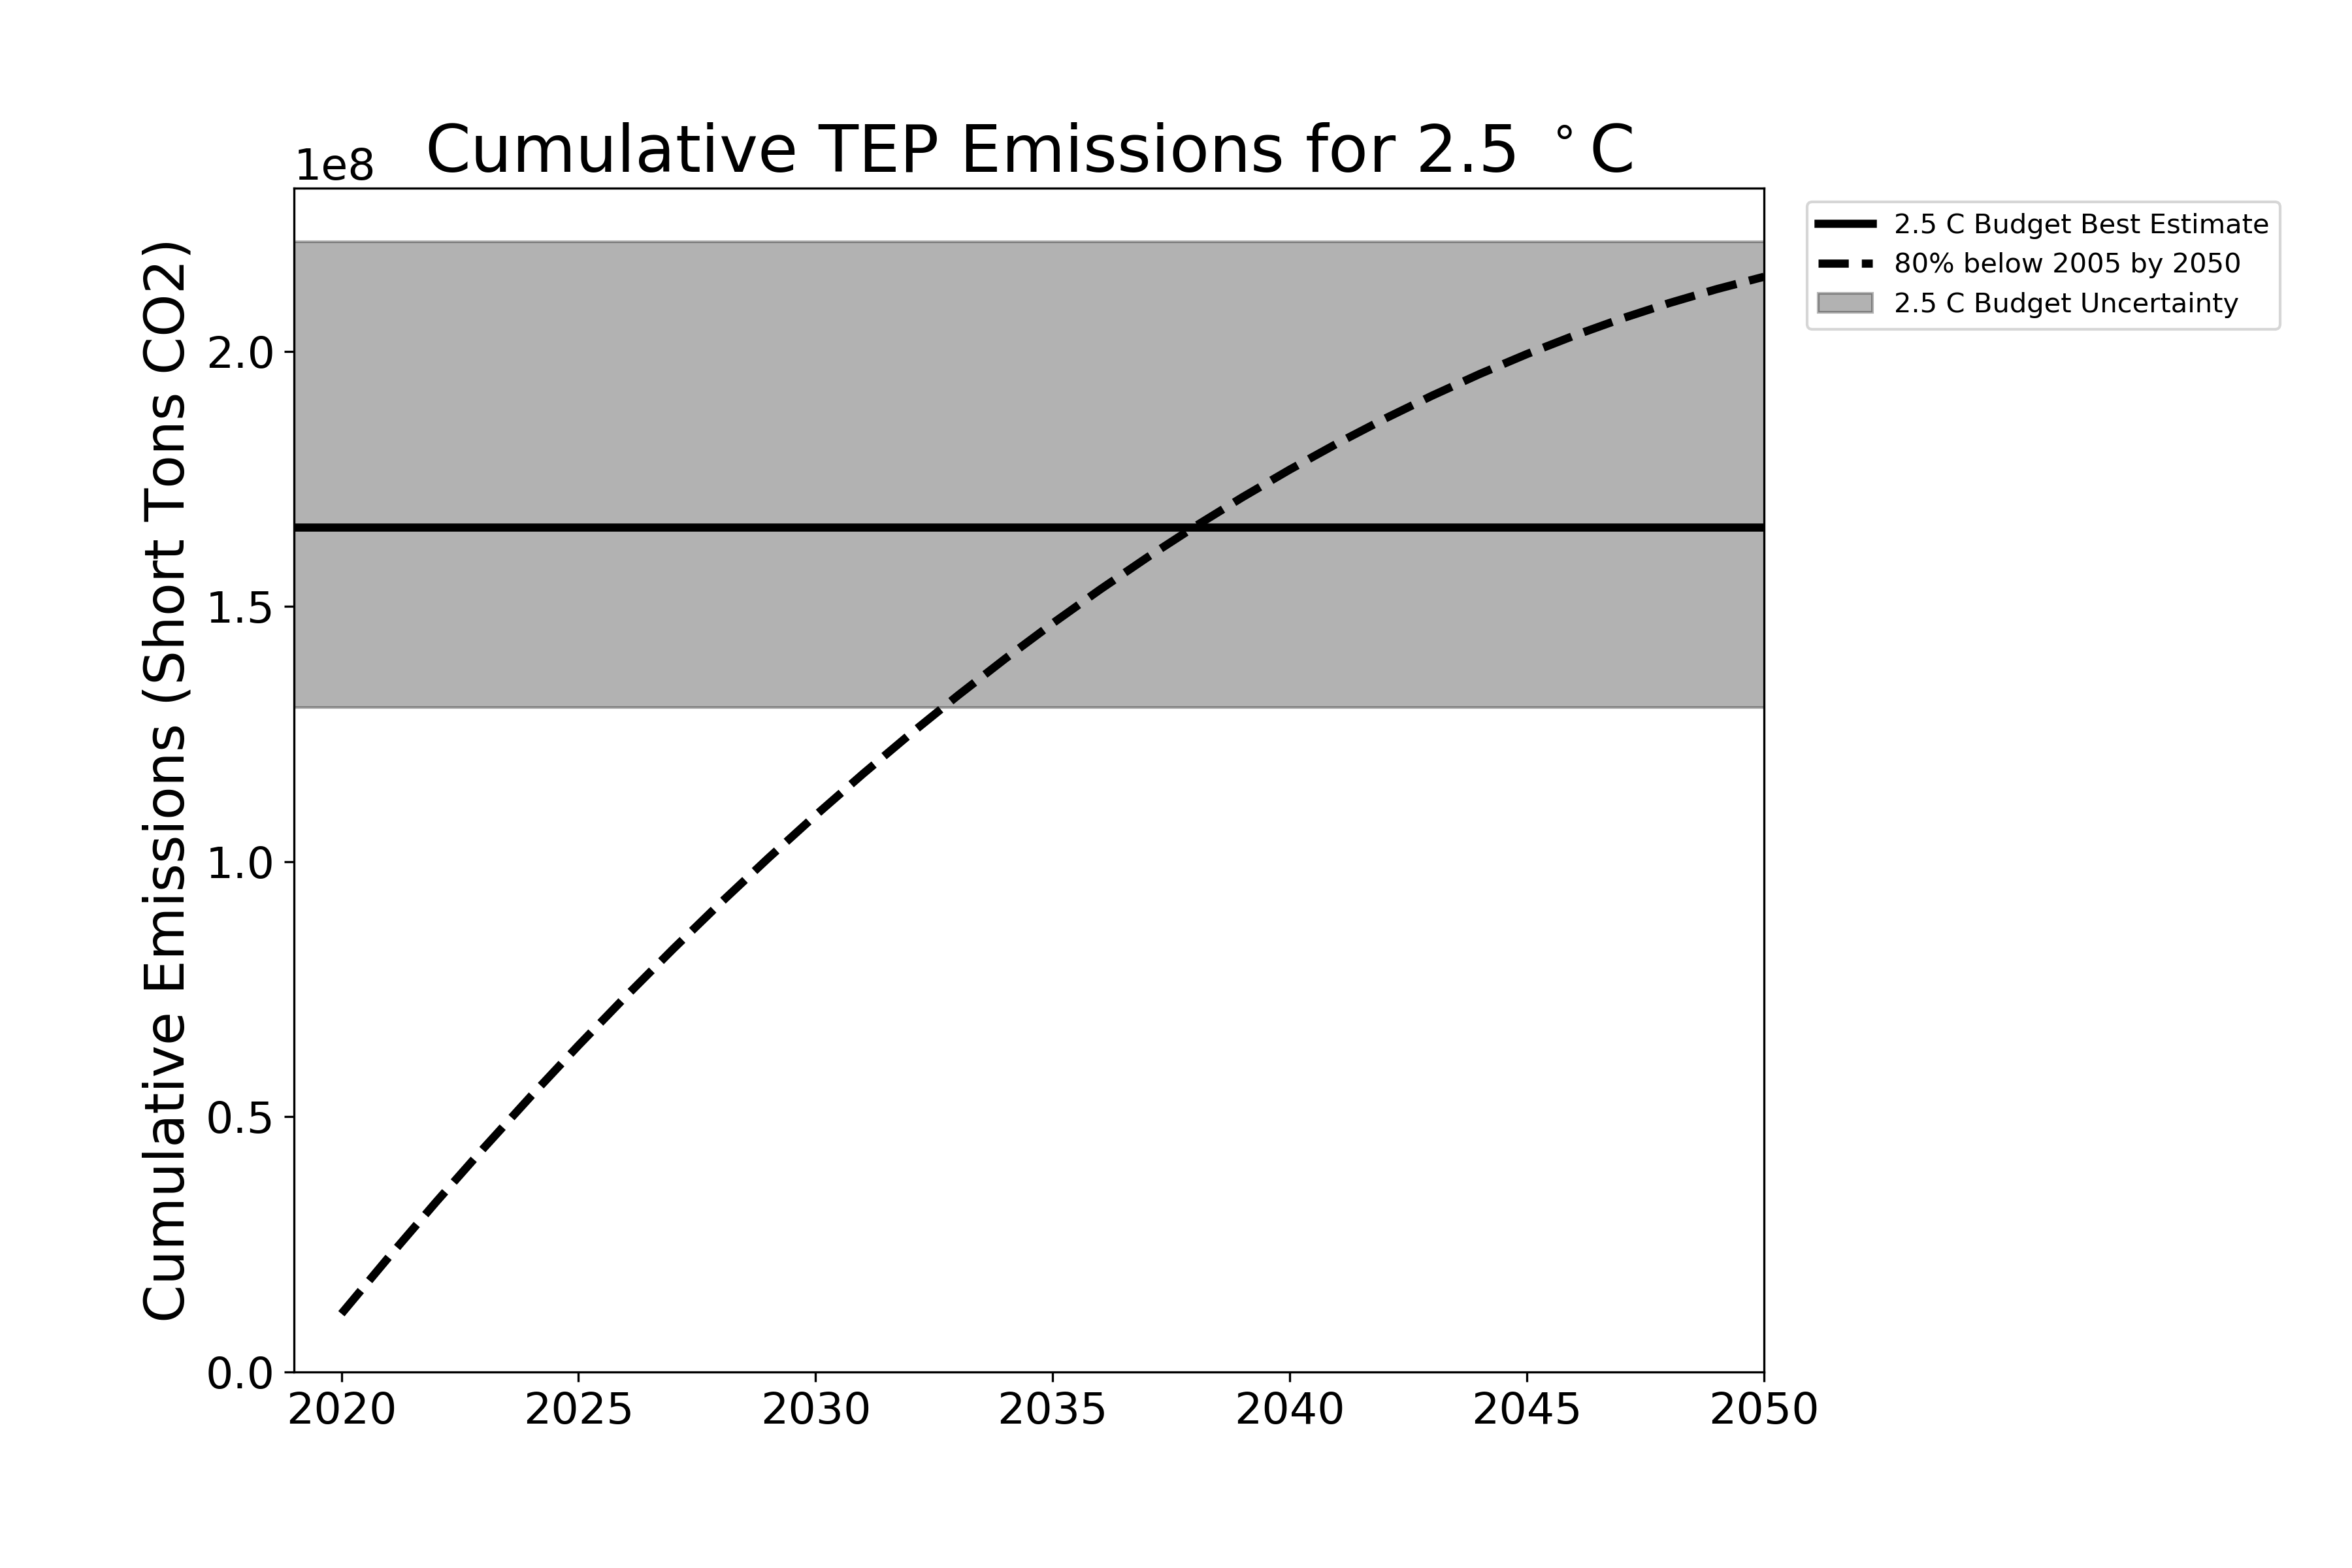 Cumulative TEP Emissions for 2.5 °C
1e8
2.5 C Budget Best Estimate
80% below 2005 by 2050
2.5 C Budget Uncertainty
Cumulative Emissions (Short Tons CO2)
2.0
1.5
1.0
0.5
0.0
2020 2025 2030 2035 2040 2045 2050